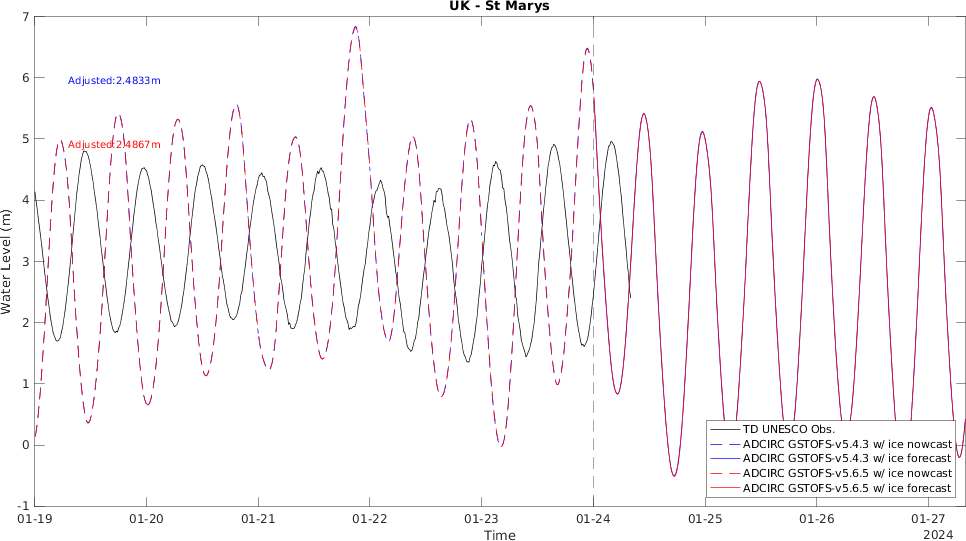 UK - St Marys
7
6
5
4
3
2
1
0
-1
Water Level (m)
Adjusted:2.4833m
Adjusted:2.4867m
TD UNESCO Obs.
ADCIRC GSTOFS-v5.4.3 w/ ice nowcast
ADCIRC GSTOFS-v5.4.3 w/ ice forecast
ADCIRC GSTOFS-v5.6.5 w/ ice nowcast
ADCIRC GSTOFS-v5.6.5 w/ ice forecast
01-19 01-20 01-21 01-22 01-23 01-24 01-25 01-26 01-27
Time
2024